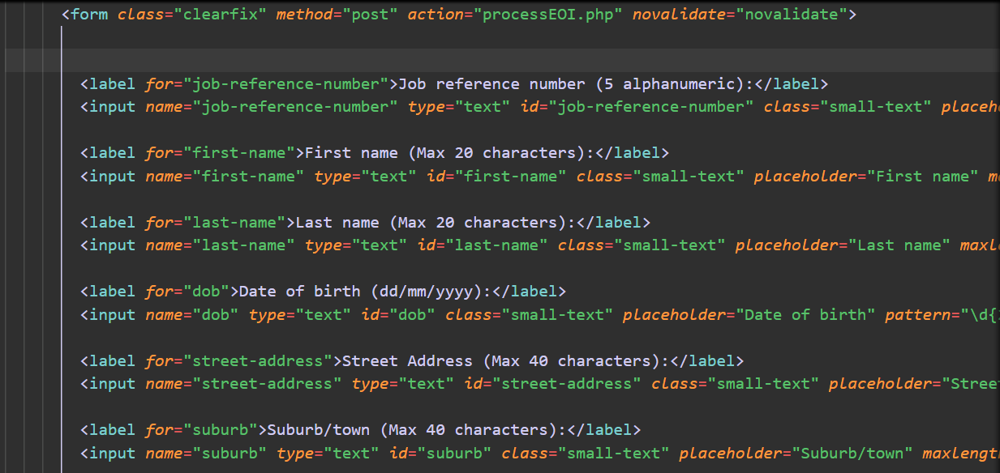 <form class="clearfix" method="post" action="processEOI.php" novalidate="novalidate">
<label for="job-reference-number">Job reference number (5 alphanumeric):</label>
<input name="job-reference-number" type="text" id="job-reference-number" class="small-text" placeh
<label for="first-name">First name (Max 20 characters):</label>
<input name="first-name" type="text" id="first-name" class="small-text" placeholder="First name" m
<label for="last-name">Last name (Max 20 characters):</label>
<input name="last-name" type="text" id="last-name" class="small-text" placeholder="Last name" maxl
<label for="dob">Date of birth (dd/mm/yyyy):</label>
<input name="dob" type="text" id="dob" class="small-text" placeholder="Date of birth" pattern="\d{
<label for="street-address">Street Address (Max 40 characters):</label>
<input name="street-address" type="text" id="street-address" class="small-text" placeholder="Stree
<label for="suburb">Suburb/town (Max 40 characters):</label>
<input name="suburb" type="text" id="suburb" class="small-text" placeholder="Suburb/town" maxlengt